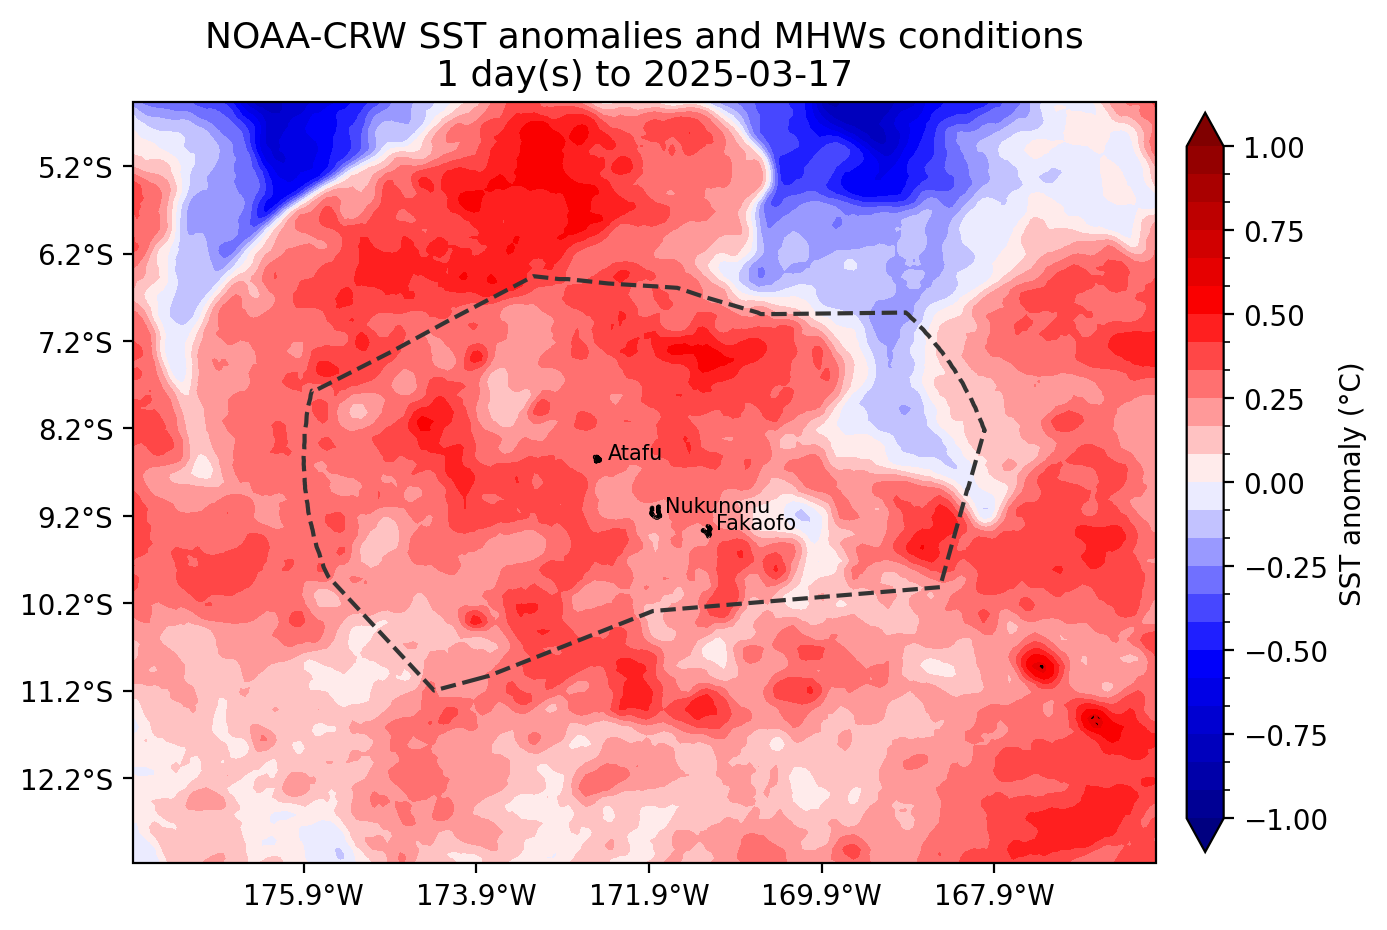 NOAA-CRW SST anomalies and MHWs conditions
1 day(s) to 2025-03-17
5.2°S
6.2°S
7.2°S
8.2°S
9.2°S
10.2°S
11.2°S
12.2°S
Atafu
Nukunonu
Fakaofo
175.9°W
173.9°W
171.9°W
169.9°W
167.9°W
1.00
0.75
0.50
0.25
0.00
−0.25
−0.50
−0.75
−1.00
SST anomaly (°C)